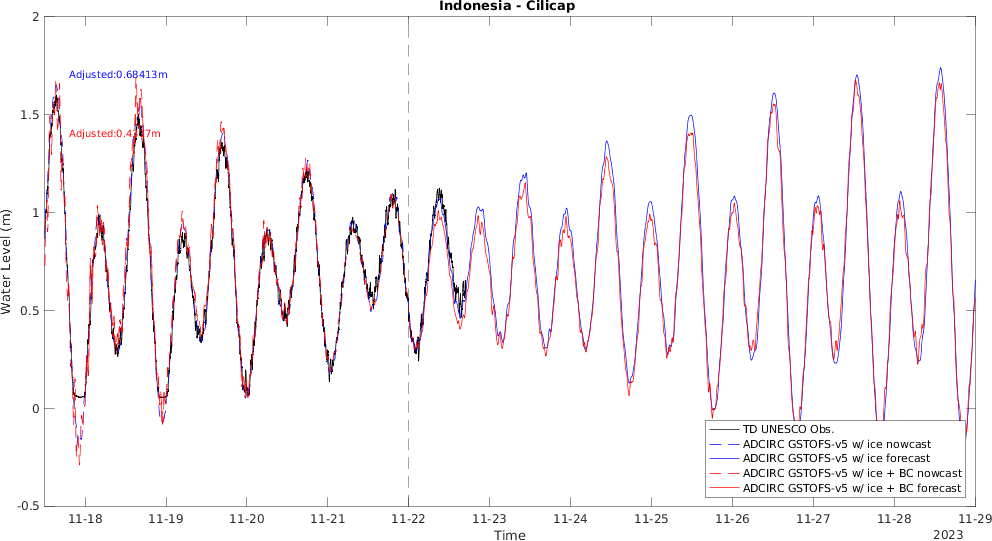 Indonesia - Cilicap
2
1.5
1
0.5
0
-0.5
Water Level (m)
Adjusted:0.68413m
11-18
11-19
11-20
11-21
11-22
11-23
11-24
11-25
11-26
11-27
11-28
11-29
Time
2023
TD UNESCO Obs.
ADCIRC GSTOFS-v5 w/ ice nowcast
ADCIRC GSTOFS-v5 w/ ice forecast
ADCIRC GSTOFS-v5 w/ ice + BC nowcast
ADCIRC GSTOFS-v5 w/ ice + BC forecast